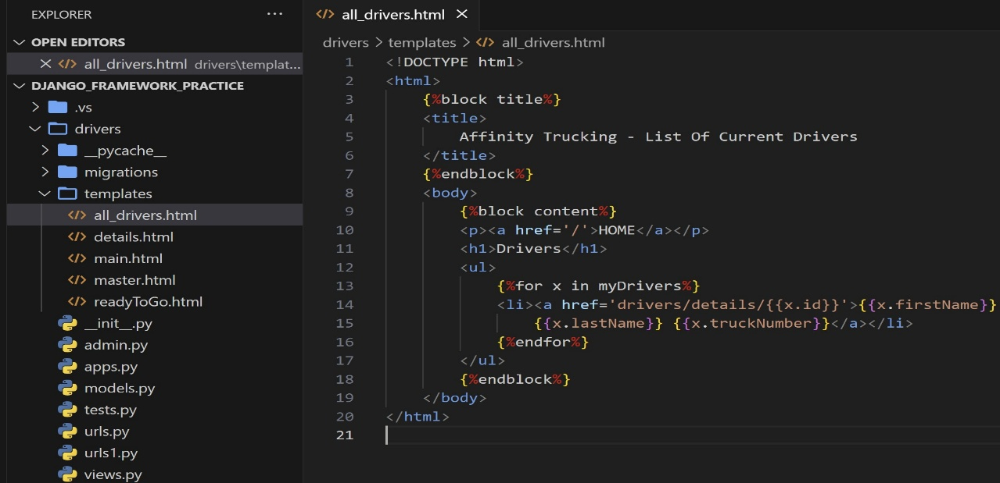 EXPLORER ···
OPEN EDITORS
all_drivers.html drivers\templat...
DJANGO_FRAMEWORK_PRACTICE
.vs
drivers
__pycache__
migrations
templates
all_drivers.html
details.html
main.html
master.html
readyToGo.html
__init__.py
admin.py
apps.py
models.py
tests.py
urls.py
urls1.py
views.py
all_drivers.html
drivers > templates > all_drivers.html
1 <!DOCTYPE html>
2 <html>
3 {%block title%}
4 <title>
5 Affinity Trucking - List Of Current Drivers
6 </title>
7 {%endblock%}
8 <body>
9 {%block content%}
10 <p><a href='/'>HOME</a></p>
11 <h1>Drivers</h1>
12 <ul>
13 {%for x in myDrivers%}
14 <li><a href='drivers/details/{{x.id}}'>{{x.firstName}}
15 {{x.lastName}} {{x.truckNumber}}</a></li>
16 {%endfor%}
17 </ul>
18 {%endblock%}
19 </body>
20 </html>
21